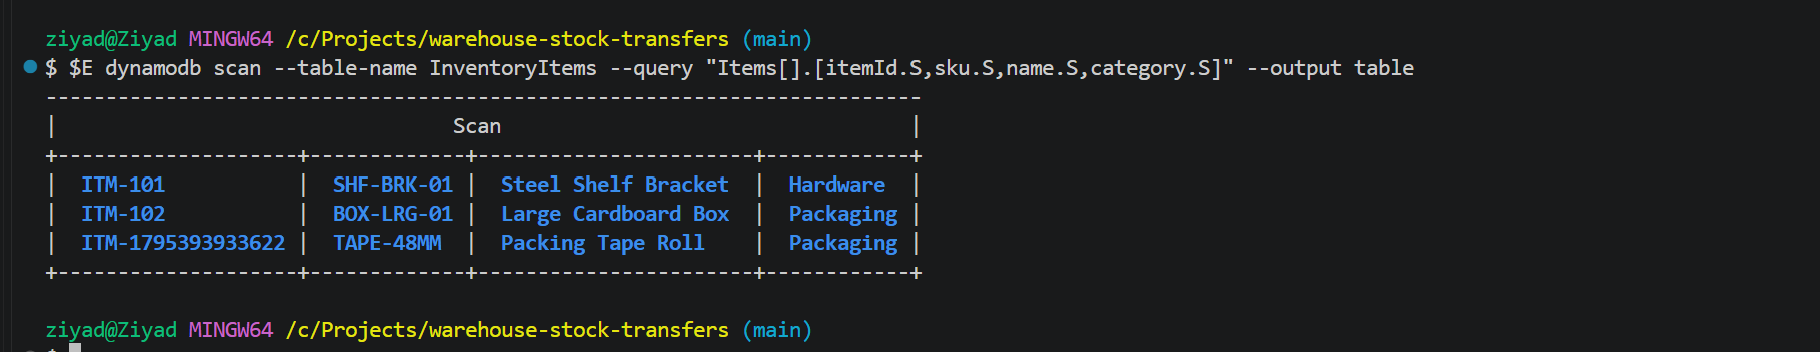 ziyad@Ziyad MINGW64 /c/Projects/warehouse-stock-transfers (main)
$ $E dynamodb scan --table-name InventoryItems --query "Items[].[itemId.S,sku.S,name.S,category.S]" --output table
-------------------------------------------------------------------------
|                                 Scan                                  |
+--------------------+-------------+-----------------------+------------+
|  ITM-101           |  SHF-BRK-01 |  Steel Shelf Bracket  |  Hardware  |
|  ITM-102           |  BOX-LRG-01 |  Large Cardboard Box  |  Packaging |
|  ITM-1795393933622 |  TAPE-48MM  |  Packing Tape Roll    |  Packaging |
+--------------------+-------------+-----------------------+------------+
ziyad@Ziyad MINGW64 /c/Projects/warehouse-stock-transfers (main)
$